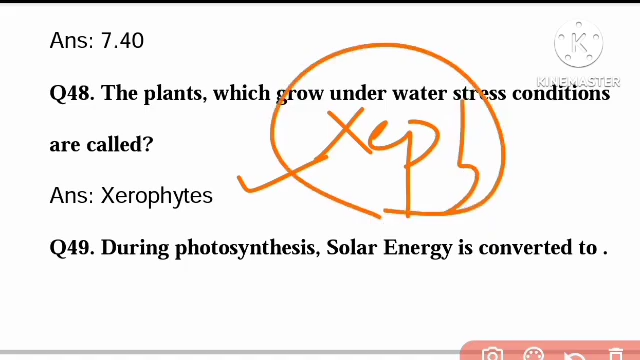 Ans: 7.40
K
KINEMASTER
Q48. The plants, which grow under water stress conditions
are called?
Xeph
Ans: Xerophytes
Q49. During photosynthesis, Solar Energy is converted to .